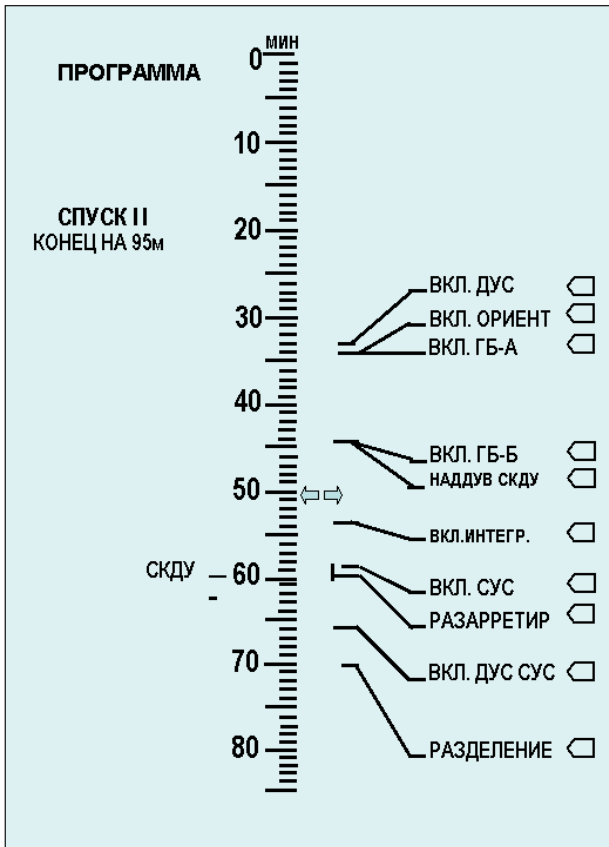 МИН
0
ПРОГРАММА
10
СПУСК II
КОНЕЦ НА 95м
20
ВКЛ. ДУС
30
ВКЛ. ОРИЕНТ
ВКЛ. ГБ-А
40
ВКЛ. ГБ-Б
НАДДУВ СКДУ
50
ВКЛ.ИНТЕГР.
СКДУ
60
ВКЛ. СУС
РАЗАРРЕТИР
70
ВКЛ. ДУС СУС
80
РАЗДЕЛЕНИЕ